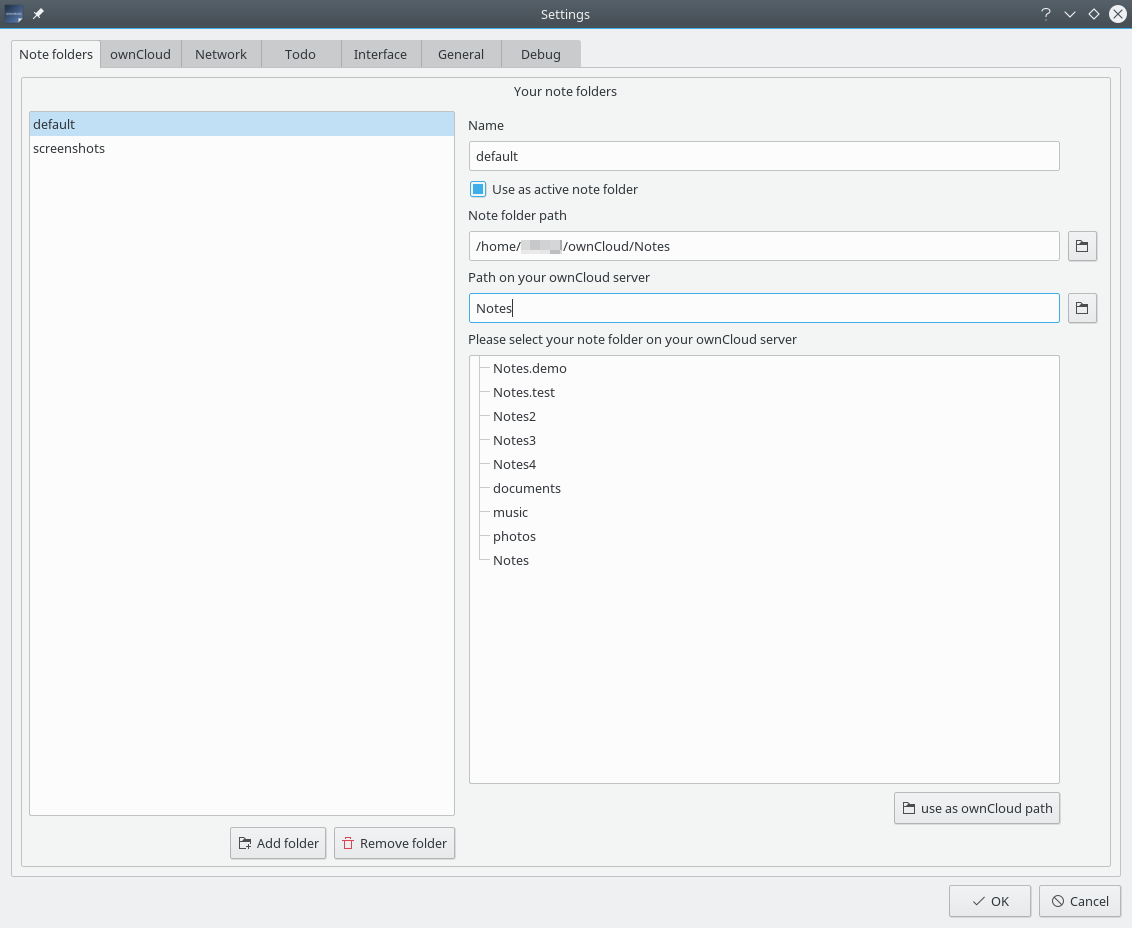 Settings
Note folders
ownCloud
Network
Todo
Interface
General
Debug
Your note folders
default
screenshots
Add folder
Remove folder
Name
default
Use as active note folder
Note folder path
/home/ /ownCloud/Notes
Path on your ownCloud server
Notes
Please select your note folder on your ownCloud server
Notes.demo
Notes.test
Notes2
Notes3
Notes4
documents
music
photos
Notes
use as ownCloud path
OK
Cancel